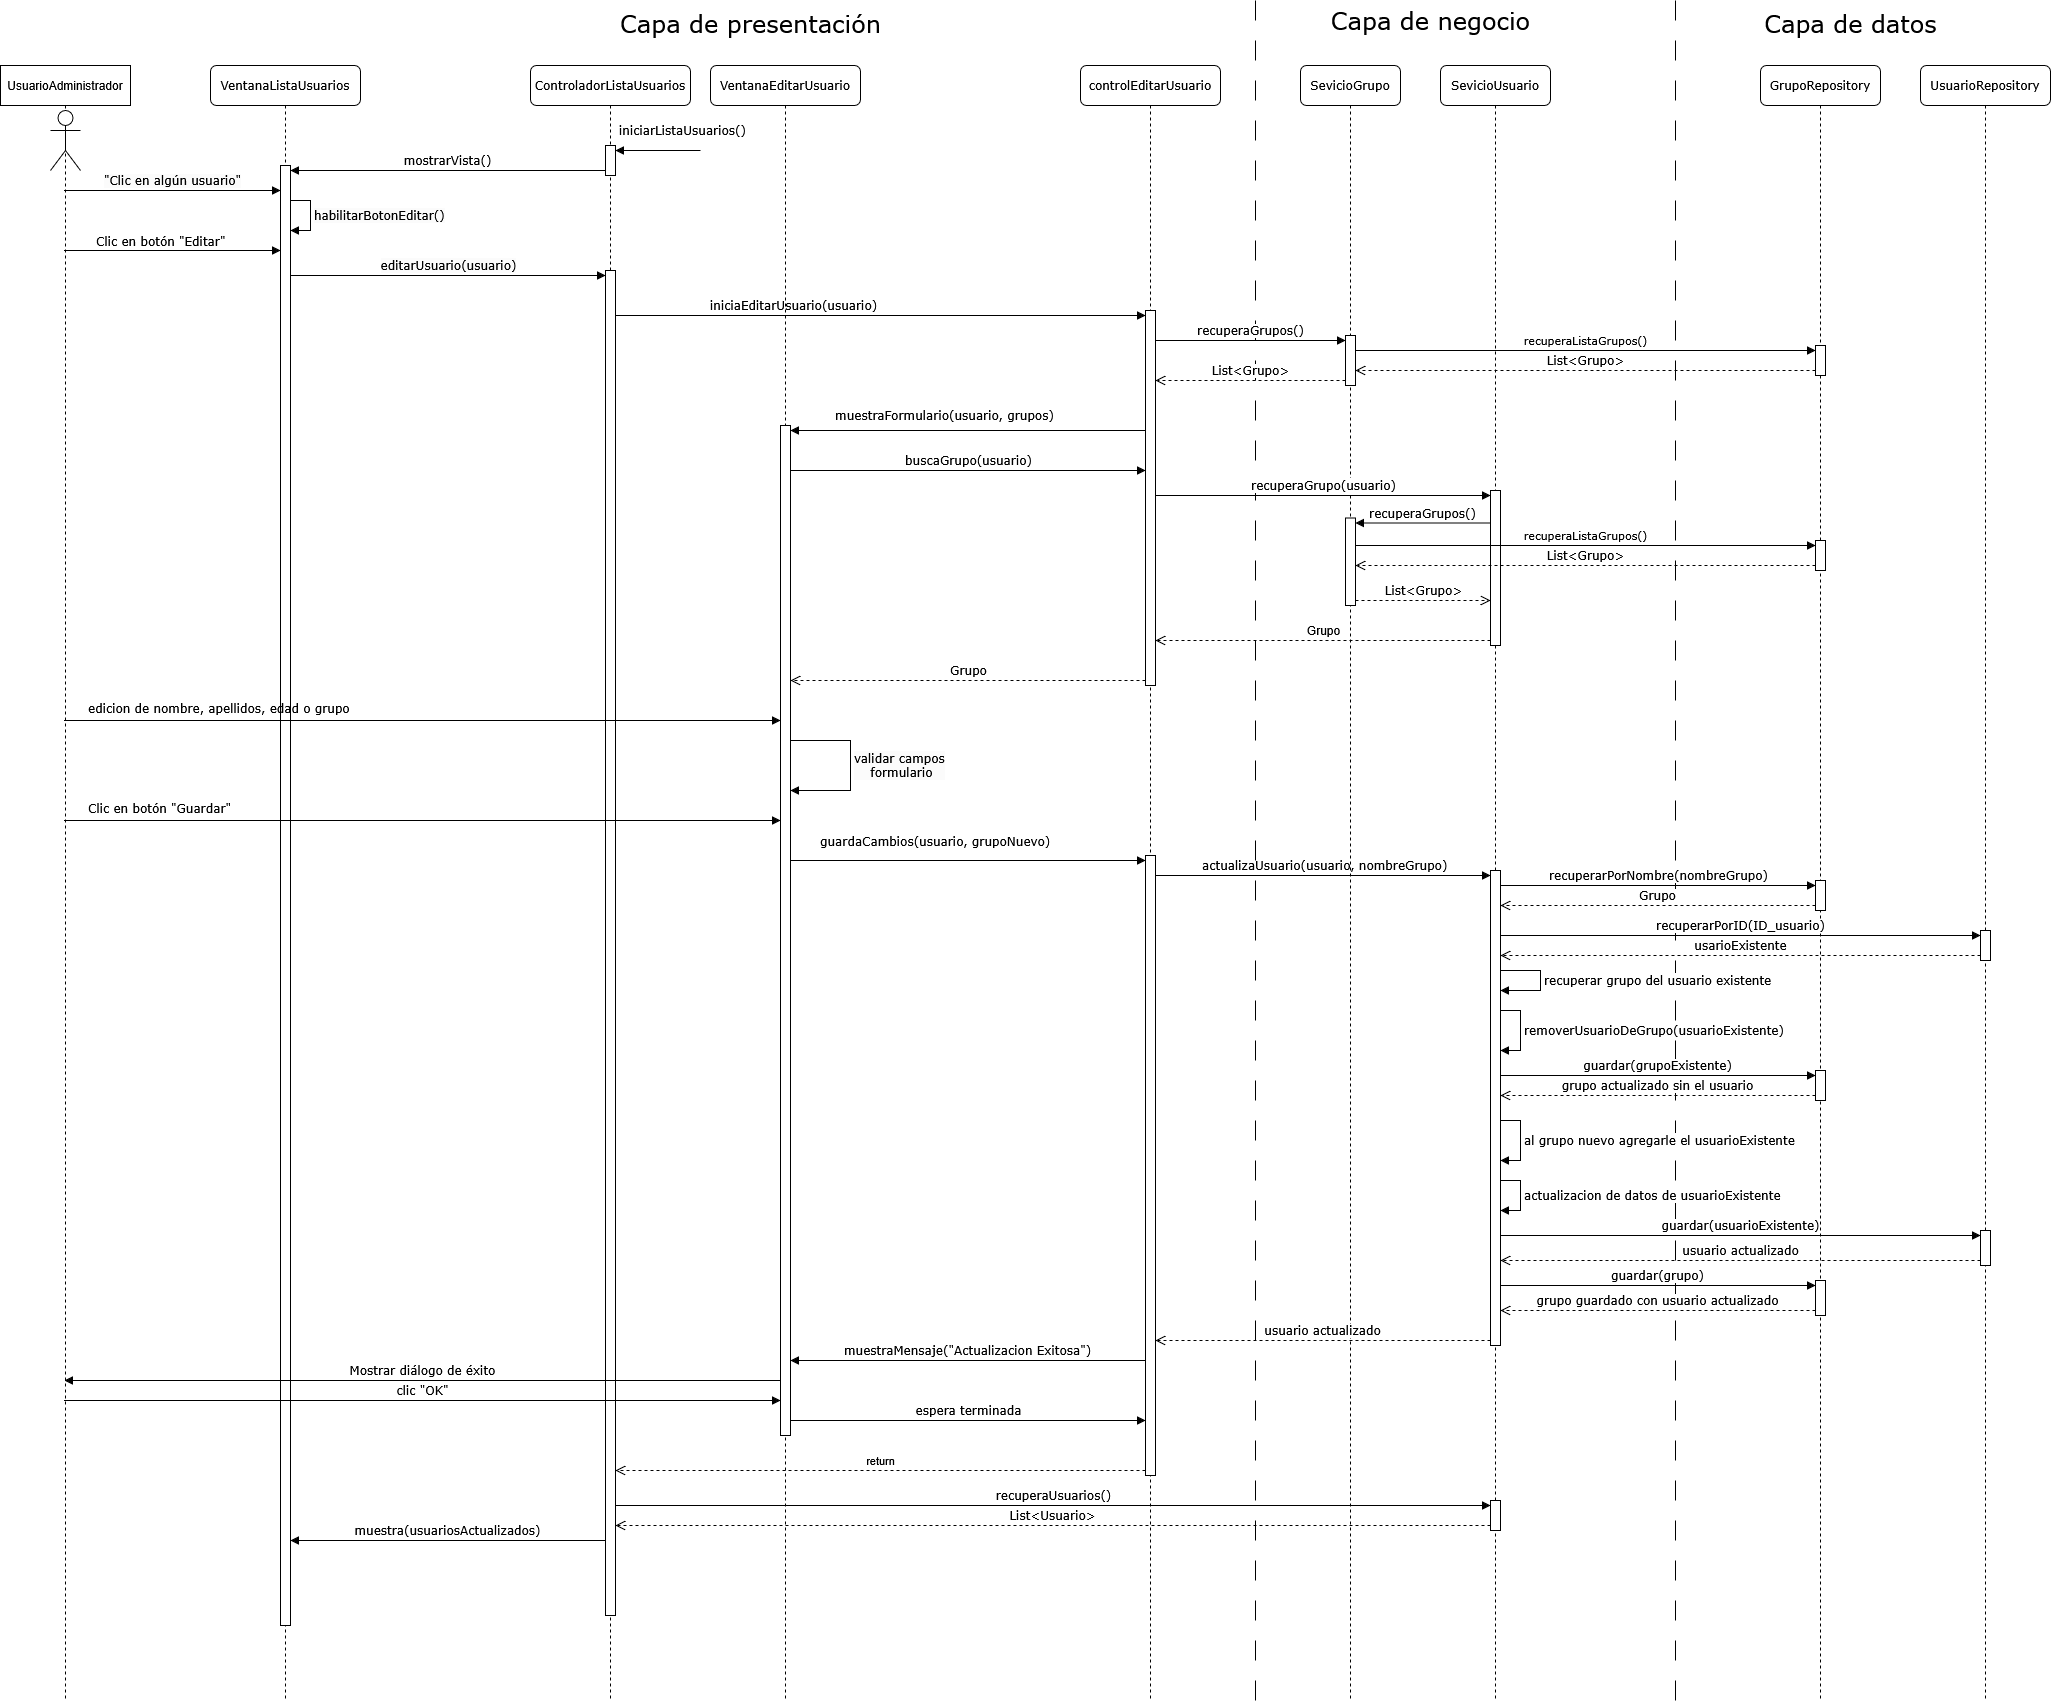 Capa de presentación
Capa de negocio
Capa de datos
UsuarioAdministrador
VentanaListaUsuarios
ControladorListaUsuarios
VentanaEditarUsuario
controlEditarUsuario
SevicioGrupo
SevicioUsuario
GrupoRepository
UsuarioRepository
iniciarListaUsuarios()
mostrarVista()
"Clic en algún usuario"
habilitarBotonEditar()
Clic en botón "Editar"
editarUsuario(usuario)
iniciaEditarUsuario(usuario)
recuperaGrupos()
recuperaListaGrupos()
List<Grupo>
List<Grupo>
muestraFormulario(usuario, grupos)
buscaGrupo(usuario)
recuperaGrupo(usuario)
recuperaGrupos()
recuperaListaGrupos()
List<Grupo>
List<Grupo>
Grupo
Grupo
edicion de nombre, apellidos, edad o grupo
validar campos
formulario
Clic en botón "Guardar"
guardaCambios(usuario, grupoNuevo)
actualizaUsuario(usuario, nombreGrupo)
recuperarPorNombre(nombreGrupo)
Grupo
recuperarPorID(ID_usuario)
usarioExistente
recuperar grupo del usuario existente
removerUsuarioDeGrupo(usuarioExistente)
guardar(grupoExistente)
grupo actualizado sin el usuario
al grupo nuevo agregarle el usuarioExistente
actualizacion de datos de usuarioExistente
guardar(usuarioExistente)
usuario actualizado
guardar(grupo)
grupo guardado con usuario actualizado
usuario actualizado
muestraMensaje("Actualizacion Exitosa")
Mostrar diálogo de éxito
clic "OK"
espera terminada
return
recuperaUsuarios()
List<Usuario>
muestra(usuariosActualizados)